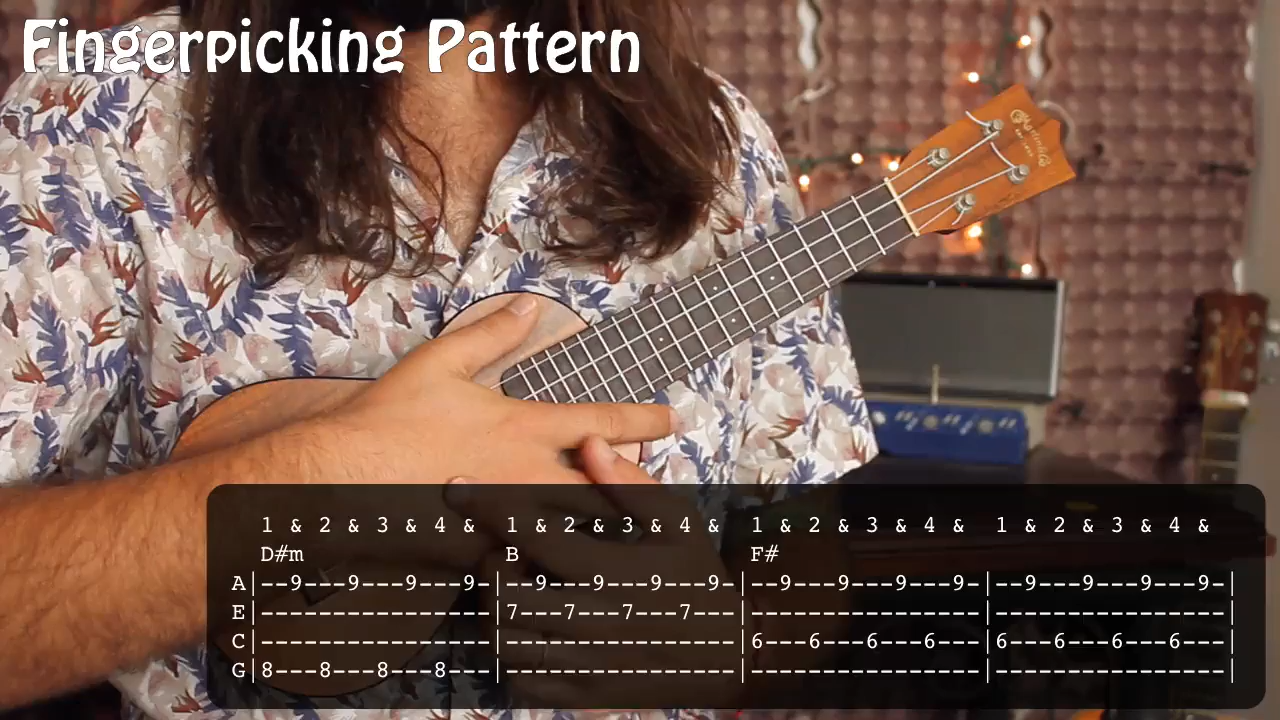 Fingerpicking Pattern
1 & 2 & 3 & 4 & 1 & 2 & 3 & 4 & 1 & 2 & 3 & 4 & 1 & 2 & 3 & 4 &
D#m B F#
A|--9---9---9---9-|--9---9---9---9-|--9---9---9---9-|--9---9---9---9-|
E|----------------|7---7---7---7---|----------------|----------------|
C|----------------|----------------|6---6---6---6---|6---6---6---6---|
G|8---8---8---8---|----------------|----------------|----------------|